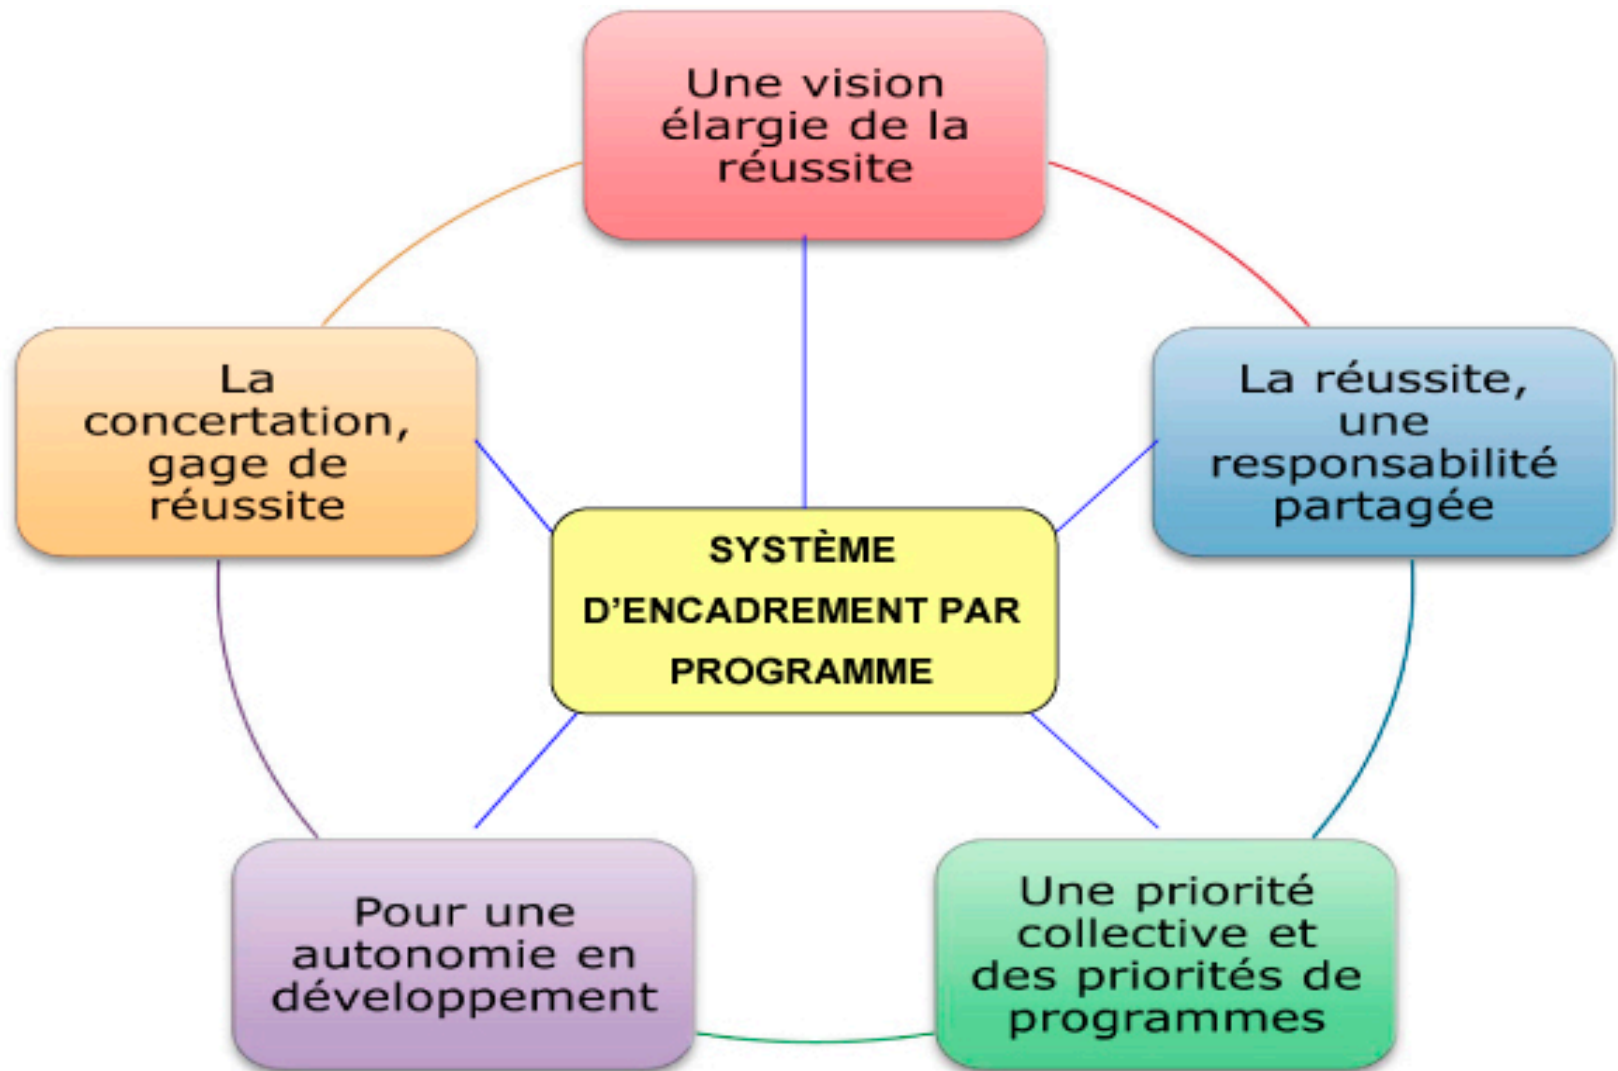 Une vision
élargie de la
réussite
La
concertation,
gage de
réussite
La réussite,
une
responsabilité
partagée
SYSTÈME
D’ENCADREMENT PAR
PROGRAMME
Pour une
autonomie en
développement
Une priorité
collective et
des priorités de
programmes